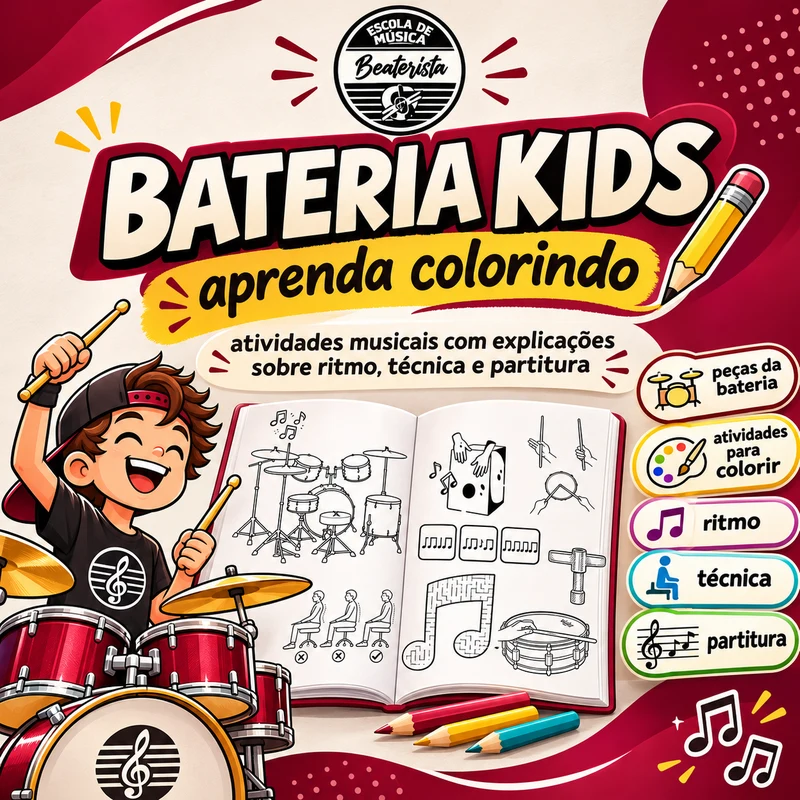 ESCOLA DE
MÚSICA
Beaterista
BATERIA KIDS
aprenda colorindo
atividades musicais com explicações
sobre ritmo, técnica e partitura
peças da
bateria
atividades
para
colorir
ritmo
técnica
partitura